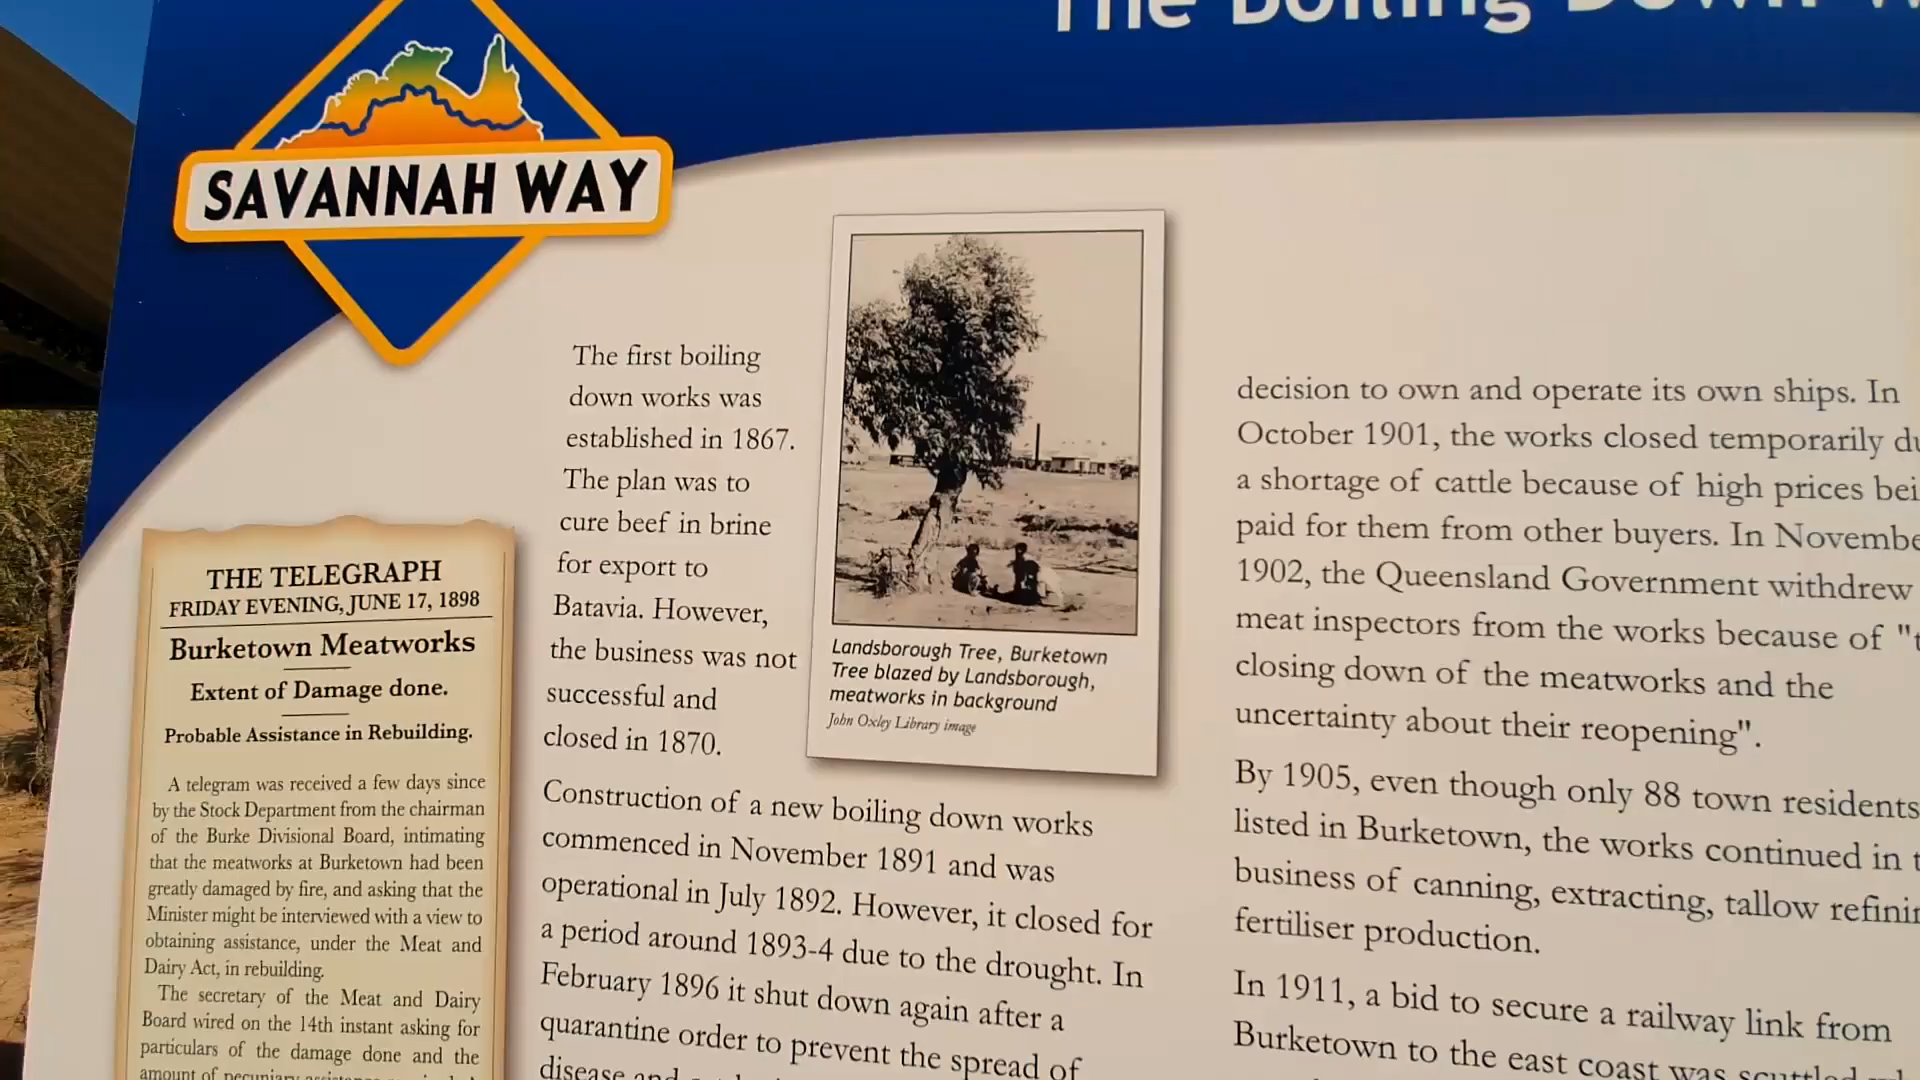 The Boiling Down
SAVANNAH WAY
The first boiling
down works was
established in 1867.
The plan was to
cure beef in brine
for export to
Batavia. However,
the business was not
successful and
closed in 1870.
Construction of a new boiling down works
commenced in November 1891 and was
operational in July 1892. However, it closed for
a period around 1893-4 due to the drought. In
February 1896 it shut down again after a
quarantine order to prevent the spread of
disease and
Landsborough Tree, Burketown
Tree blazed by Landsborough,
meatworks in background
John Oxley Library image
THE TELEGRAPH
FRIDAY EVENING, JUNE 17, 1898
Burketown Meatworks
Extent of Damage done.
Probable Assistance in Rebuilding.
A telegram was received a few days since
by the Stock Department from the chairman
of the Burke Divisional Board, intimating
that the meatworks at Burketown had been
greatly damaged by fire, and asking that the
Minister might be interviewed with a view to
obtaining assistance, under the Meat and
Dairy Act, in rebuilding.
The secretary of the Meat and Dairy
Board wired on the 14th instant asking for
particulars of the damage done and the
amount of pecuniary
decision to own and operate its own ships. In
October 1901, the works closed temporarily
a shortage of cattle because of high prices
paid for them from other buyers. In
1902, the Queensland Government withdrew
meat inspectors from the works because of "
closing down of the meatworks and the
uncertainty about their reopening".
By 1905, even though only 88 town residents
listed in Burketown, the works continued in
business of canning, extracting, tallow
fertiliser production.
In 1911, a bid to secure a railway link from
Burketown to the east coast was scuttled